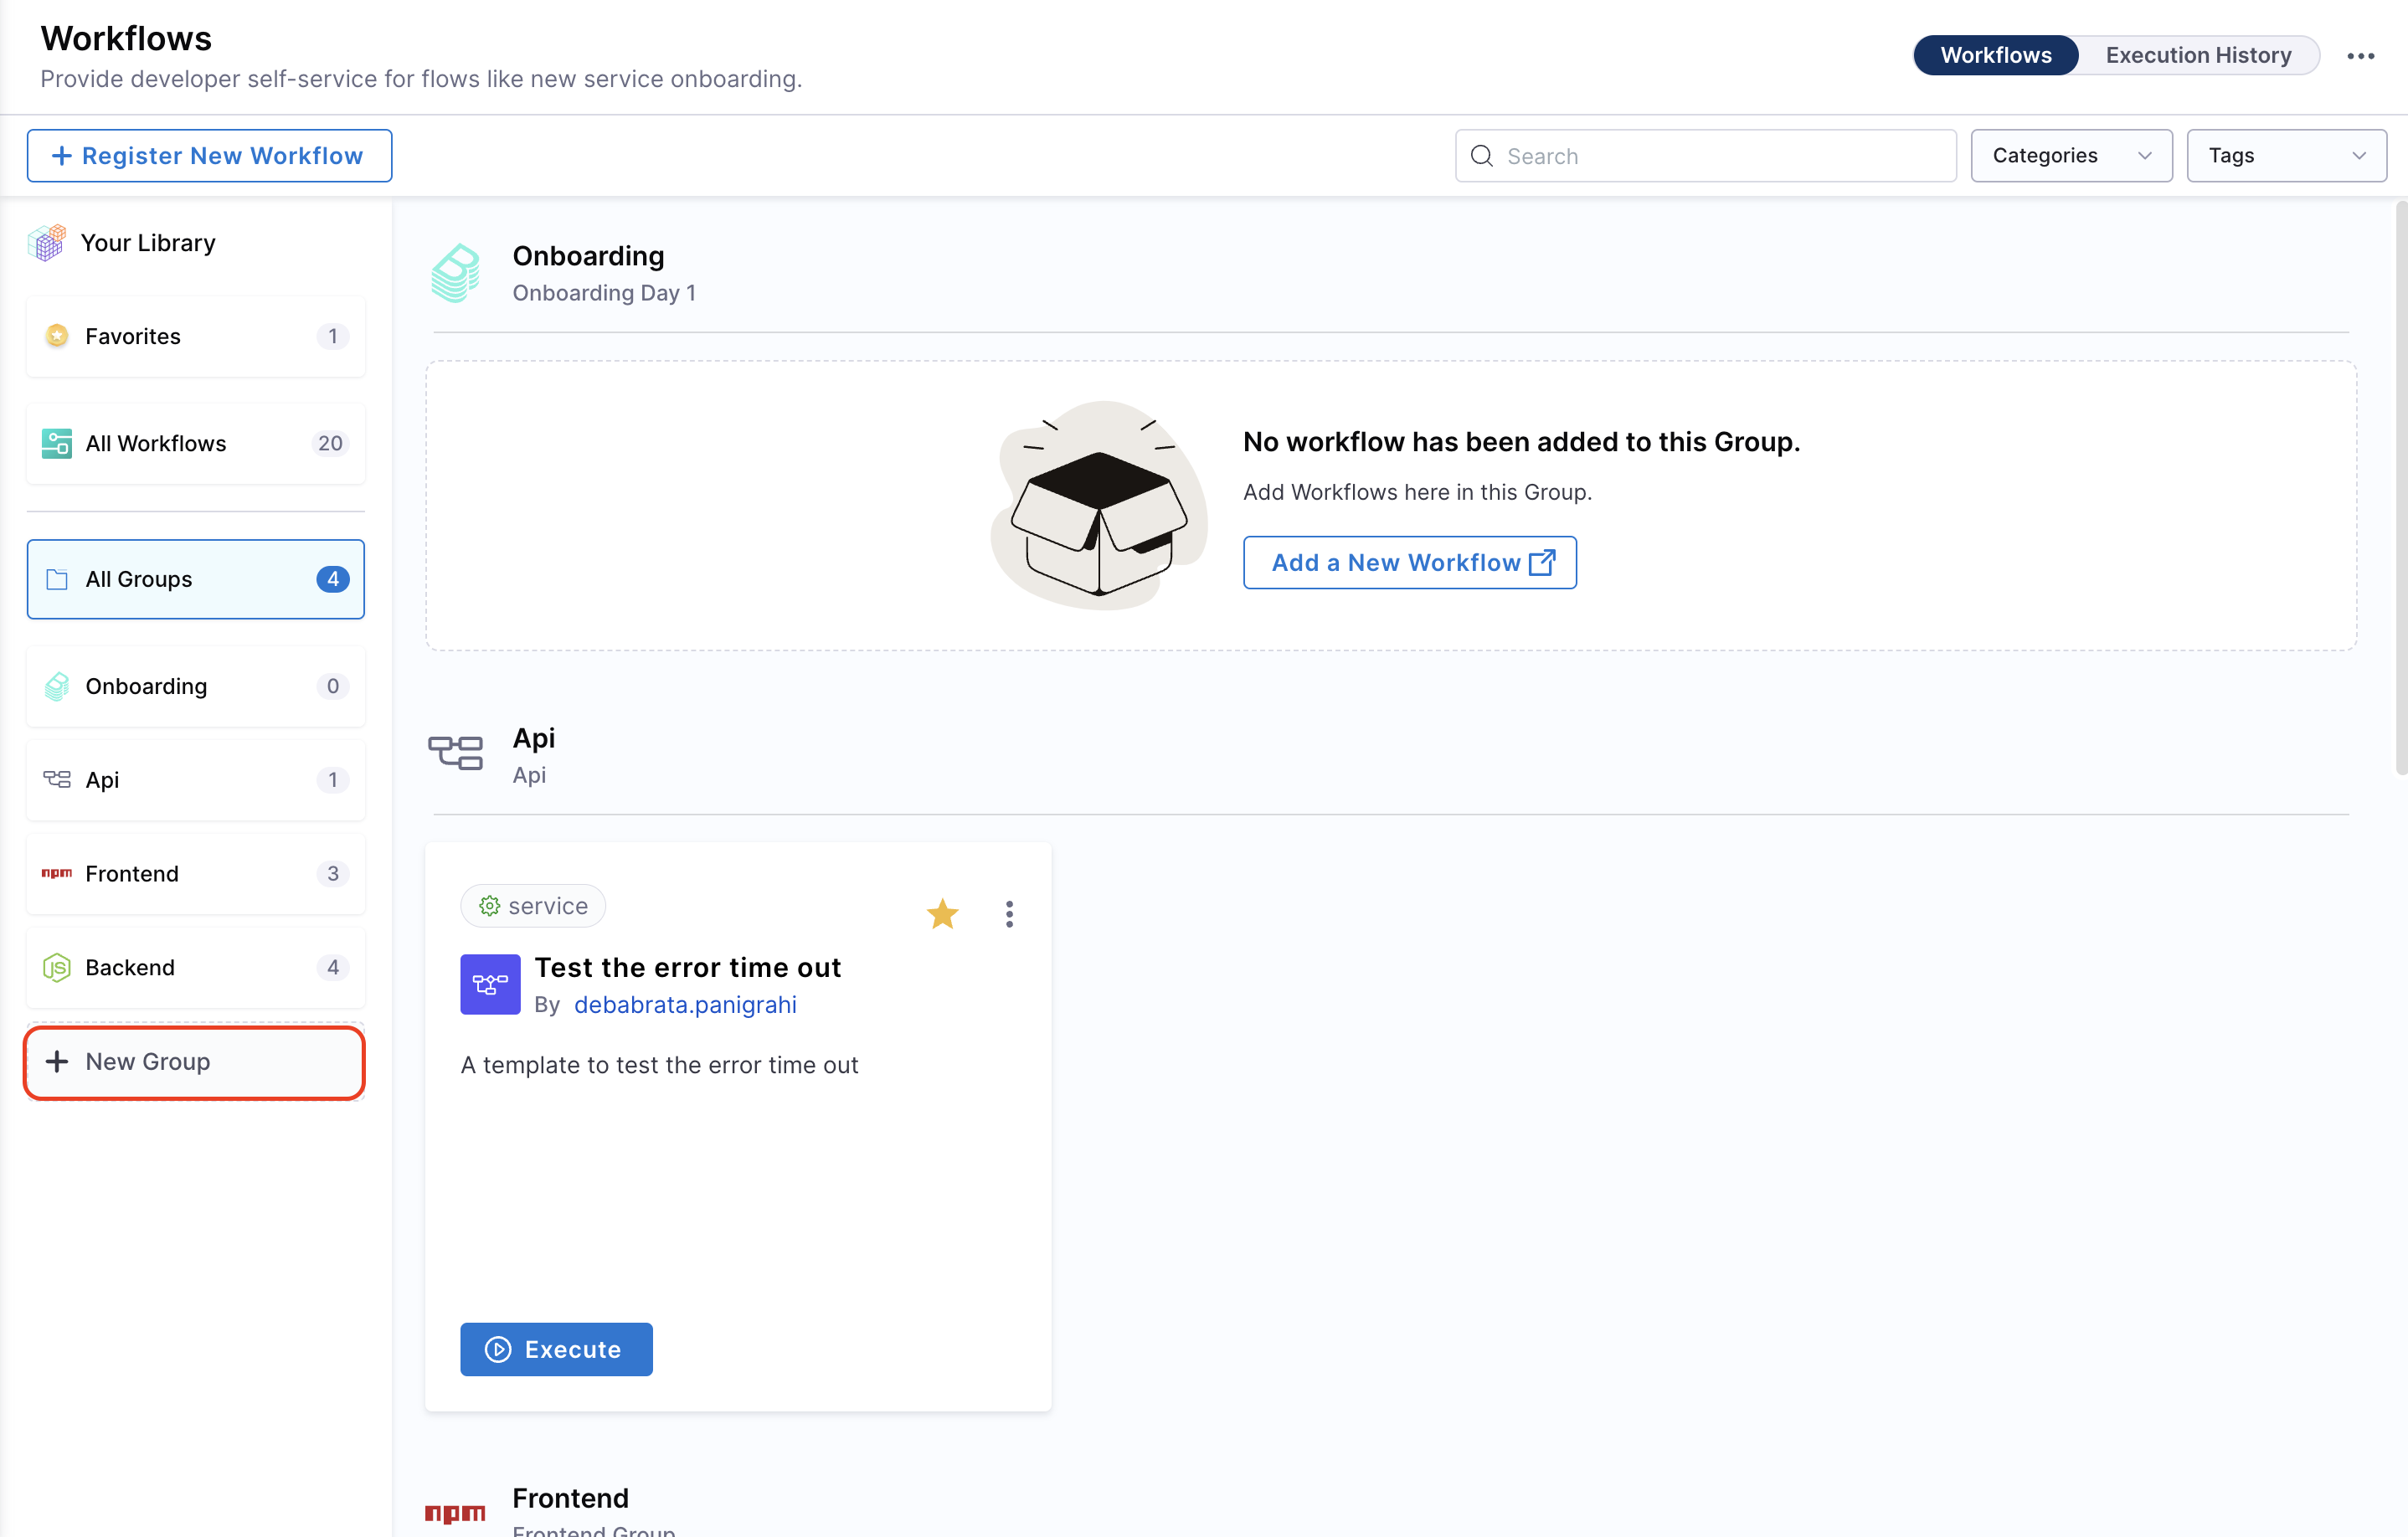 Workflows
Provide developer self-service for flows like new service onboarding.
Workflows
Execution History
Register New Workflow
Search
Categories
Tags
Your Library
Favorites 1
All Workflows 20
All Groups 4
Onboarding 0
Api 1
npm Frontend 3
JS Backend 4
New Group
Onboarding
Onboarding Day 1
No workflow has been added to this Group.
Add Workflows here in this Group.
Add a New Workflow
Api
Api
service
Test the error time out
By debabrata.panigrahi
A template to test the error time out
Execute
npm
Frontend
Frontend Group